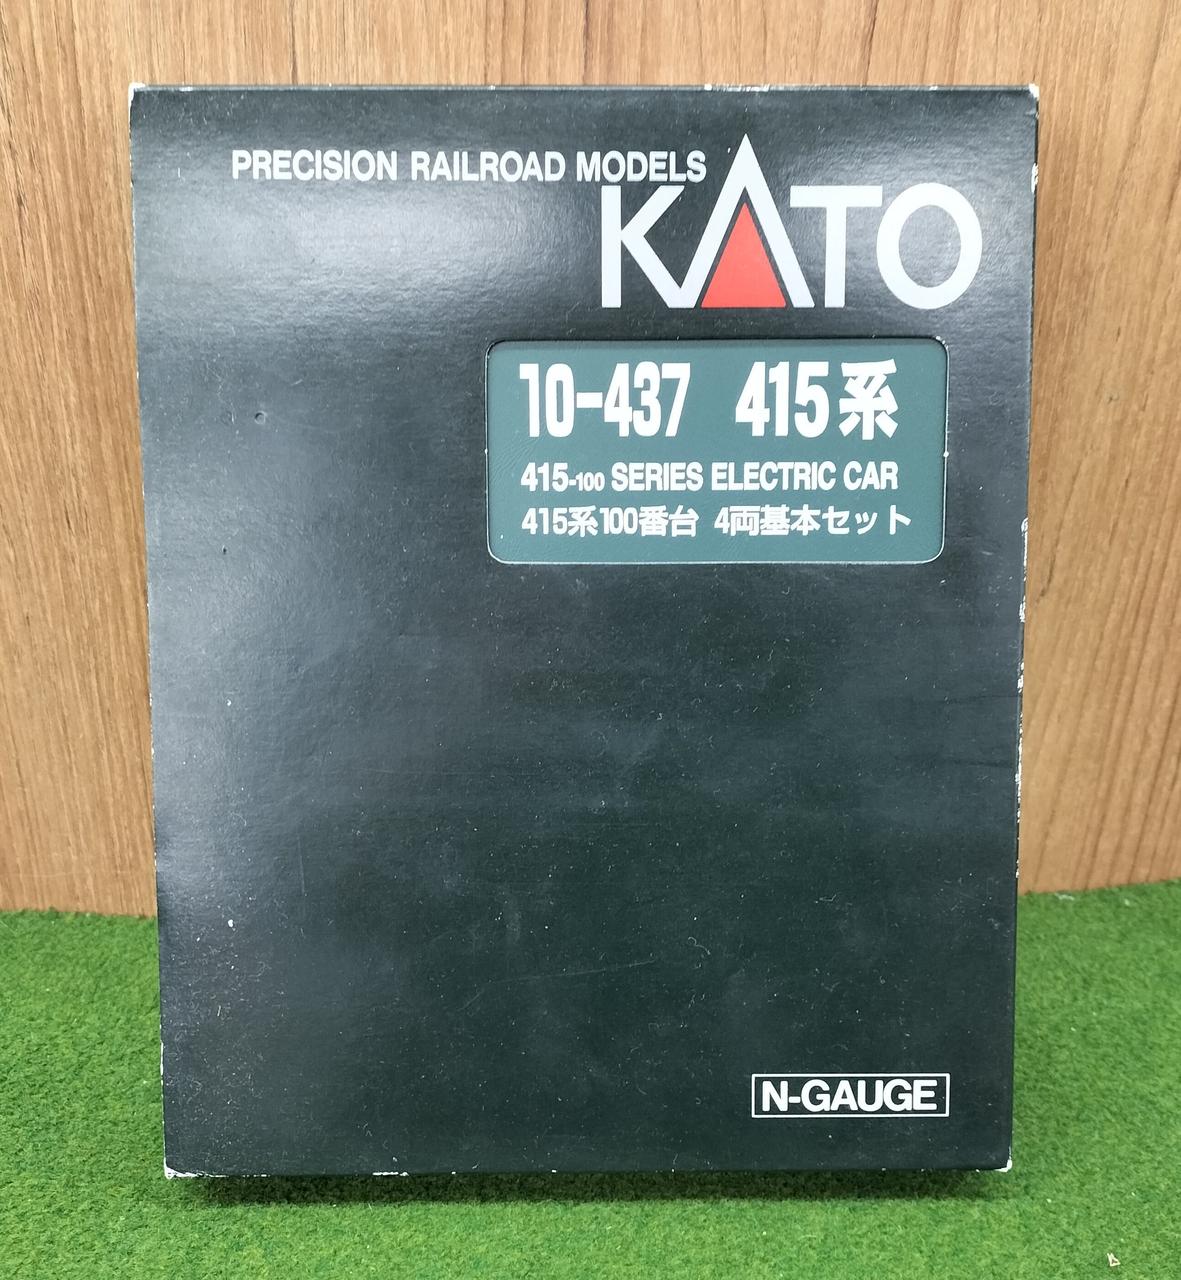 PRECISION RAILROAD MODELS
KATO
10-437 415系
415-100 SERIES ELECTRIC CAR
415系100番台 4両基本セット
N-GAUGE